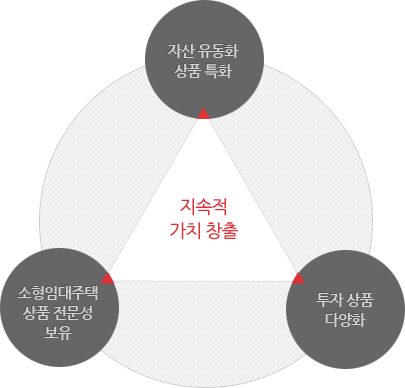 자산 유동화
상품 특화
지속적
가치 창출
소형임대주택
상품 전문성
보유
투자 상품
다양화